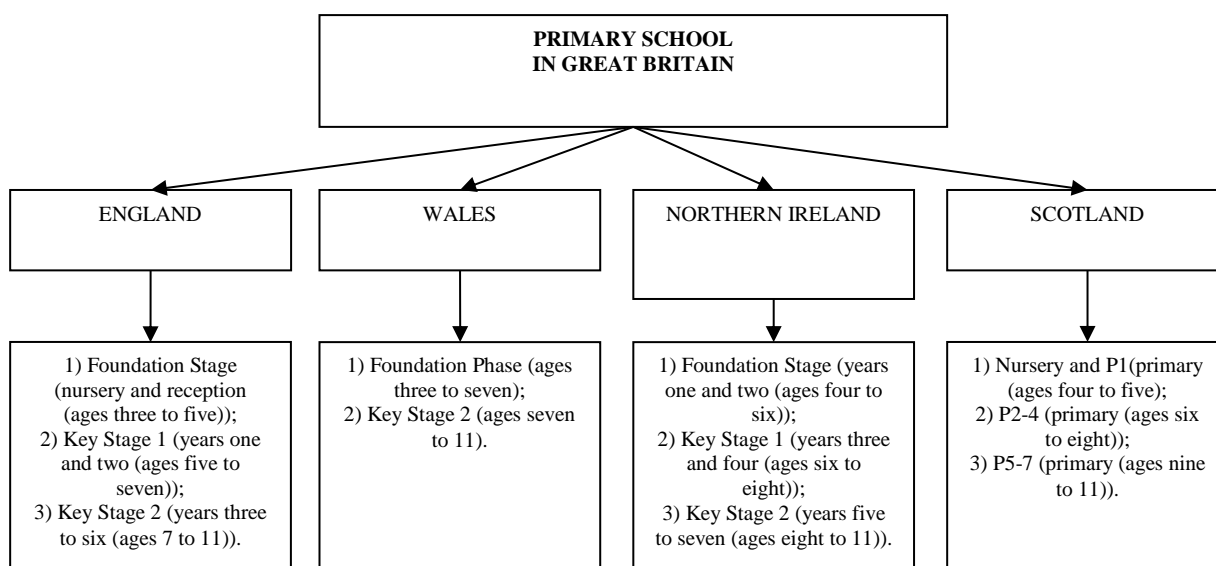 PRIMARY SCHOOL
IN GREAT BRITAIN
ENGLAND
WALES
NORTHERN IRELAND
SCOTLAND
1) Foundation Stage
(nursery and reception
(ages three to five));
2) Key Stage 1 (years one
and two (ages five to
seven));
3) Key Stage 2 (years three
to six (ages 7 to 11)).
1) Foundation Phase (ages
three to seven);
2) Key Stage 2 (ages seven
to 11).
1) Foundation Stage (years
one and two (ages four to
six));
2) Key Stage 1 (years three
and four (ages six to
eight));
3) Key Stage 2 (years five
to seven (ages eight to 11)).
1) Nursery and P1(primary
(ages four to five);
2) P2-4 (primary (ages six
to eight));
3) P5-7 (primary (ages nine
to 11)).